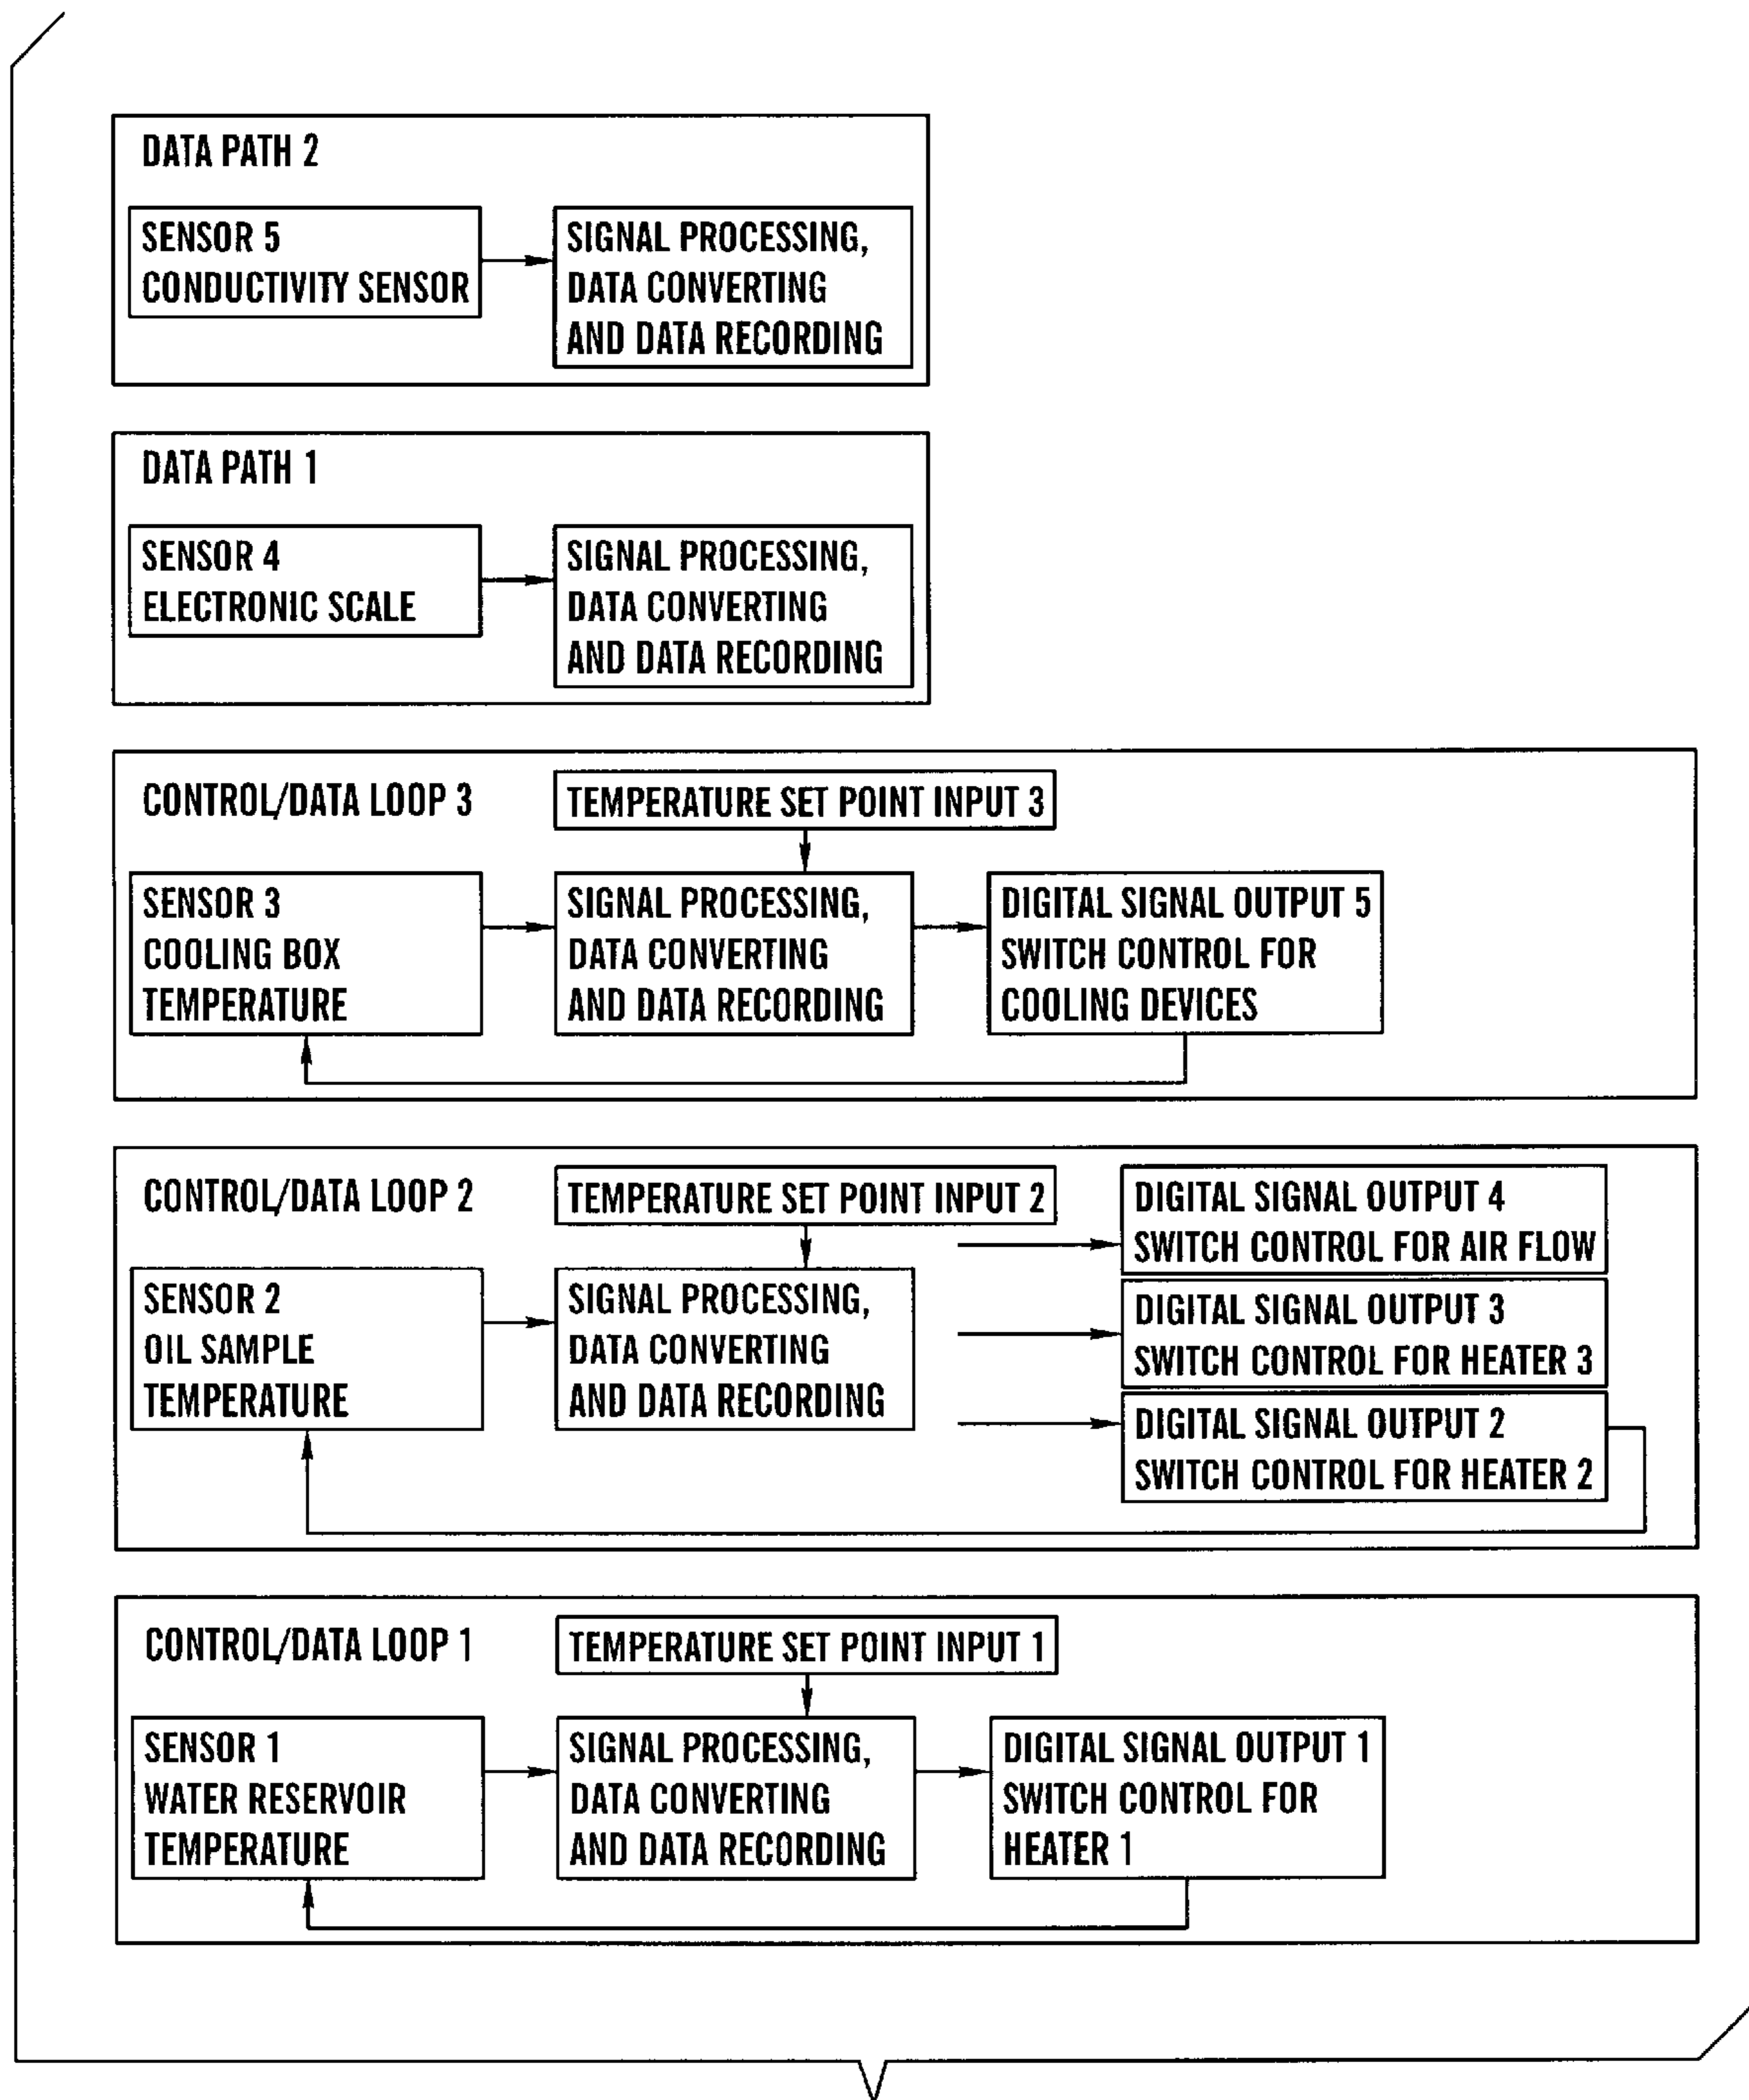 DATA PATH 2
SENSOR 5
CONDUCTIVITY SENSOR
SIGNAL PROCESSING,
DATA CONVERTING
AND DATA RECORDING
DATA PATH 1
SENSOR 4
ELECTRONIC SCALE
SIGNAL PROCESSING,
DATA CONVERTING
AND DATA RECORDING
CONTROL/DATA LOOP 3
TEMPERATURE SET POINT INPUT 3
SENSOR 3
COOLING BOX
TEMPERATURE
SIGNAL PROCESSING,
DATA CONVERTING
AND DATA RECORDING
DIGITAL SIGNAL OUTPUT 5
SWITCH CONTROL FOR
COOLING DEVICES
CONTROL/DATA LOOP 2
TEMPERATURE SET POINT INPUT 2
SENSOR 2
OIL SAMPLE
TEMPERATURE
SIGNAL PROCESSING,
DATA CONVERTING
AND DATA RECORDING
DIGITAL SIGNAL OUTPUT 4
SWITCH CONTROL FOR AIR FLOW
DIGITAL SIGNAL OUTPUT 3
SWITCH CONTROL FOR HEATER 3
DIGITAL SIGNAL OUTPUT 2
SWITCH CONTROL FOR HEATER 2
CONTROL/DATA LOOP 1
TEMPERATURE SET POINT INPUT 1
SENSOR 1
WATER RESERVOIR
TEMPERATURE
SIGNAL PROCESSING,
DATA CONVERTING
AND DATA RECORDING
DIGITAL SIGNAL OUTPUT 1
SWITCH CONTROL FOR
HEATER 1